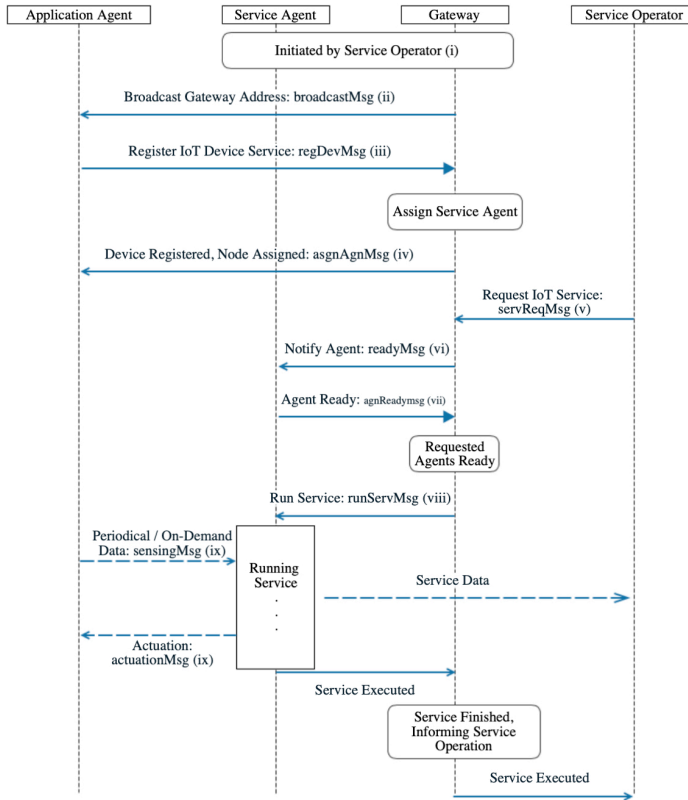 Application Agent
Service Agent
Gateway
Service Operator
Initiated by Service Operator (i)
Broadcast Gateway Address: broadcastMsg (ii)
Register IoT Device Service: regDevMsg (iii)
Assign Service Agent
Device Registered, Node Assigned: asgnAgnMsg (iv)
Request IoT Service:
servReqMsg (v)
Notify Agent: readyMsg (vi)
Agent Ready: agnReadymsg (vii)
Requested
Agents Ready
Run Service: runServMsg (viii)
Periodical / On-Demand
Data: sensingMsg (ix)
Running
Service
.
.
.
Service Data
Actuation:
actuationMsg (ix)
Service Executed
Service Finished,
Informing Service
Operation
Service Executed